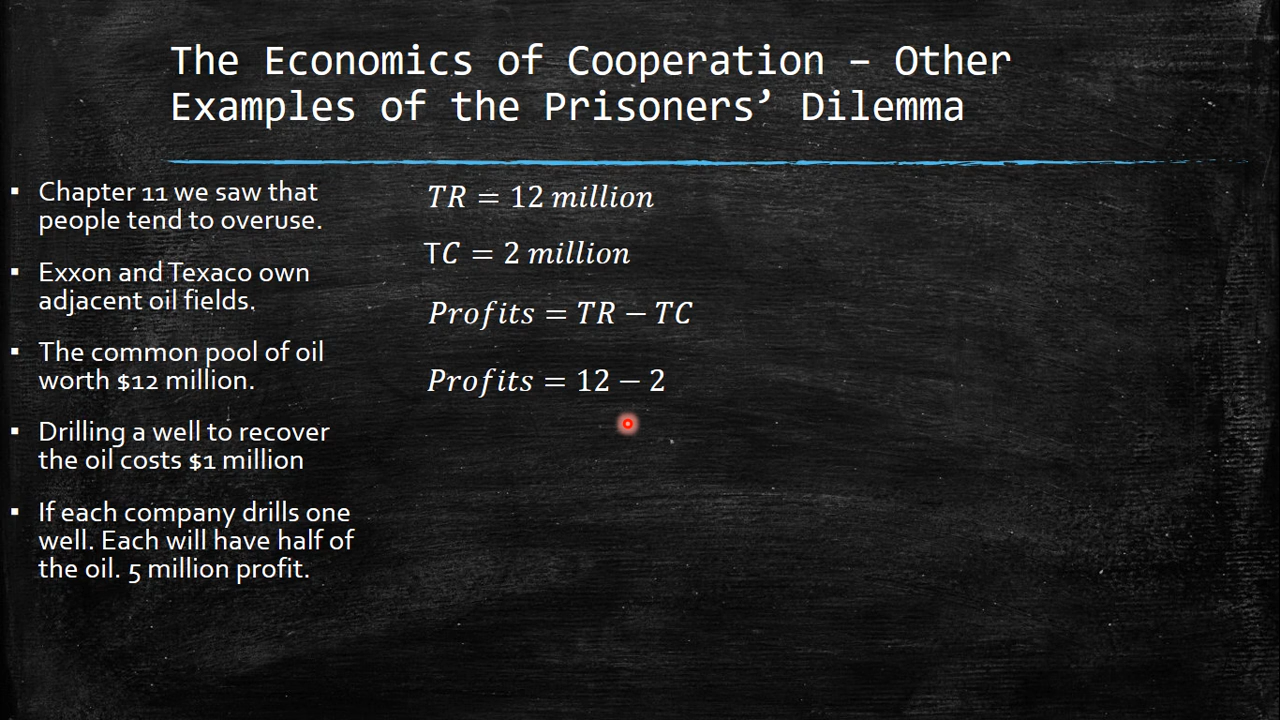 The Economics of Cooperation – Other
Examples of the Prisoners’ Dilemma
▪ Chapter 11 we saw that
people tend to overuse.
▪ Exxon and Texaco own
adjacent oil fields.
▪ The common pool of oil
worth $12 million.
▪ Drilling a well to recover
the oil costs $1 million
▪ If each company drills one
well. Each will have half of
the oil. 5 million profit.
TR = 12 million
TC = 2 million
Profits = TR − TC
Profits = 12 − 2